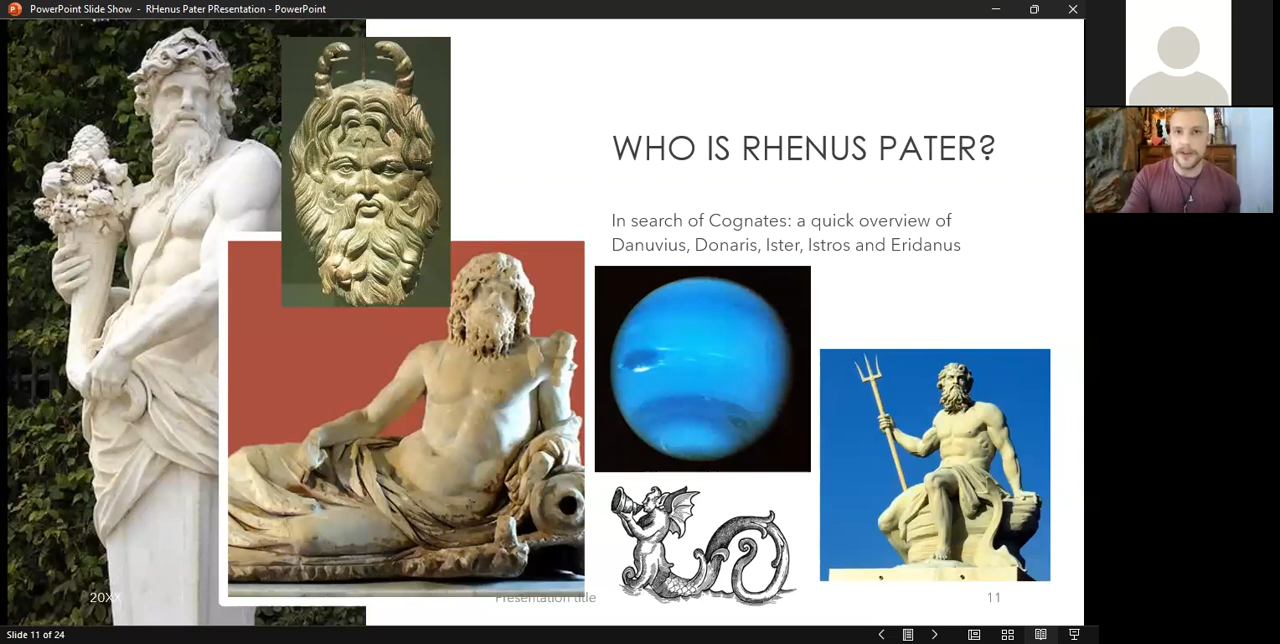 PowerPoint Slide Show - RHenus Pater PResentation - PowerPoint
WHO IS RHENUS PATER?
In search of Cognates: a quick overview of
Danuvius, Donaris, Ister, Istros and Eridanus
20XX
Presentation title
11
Slide 11 of 24